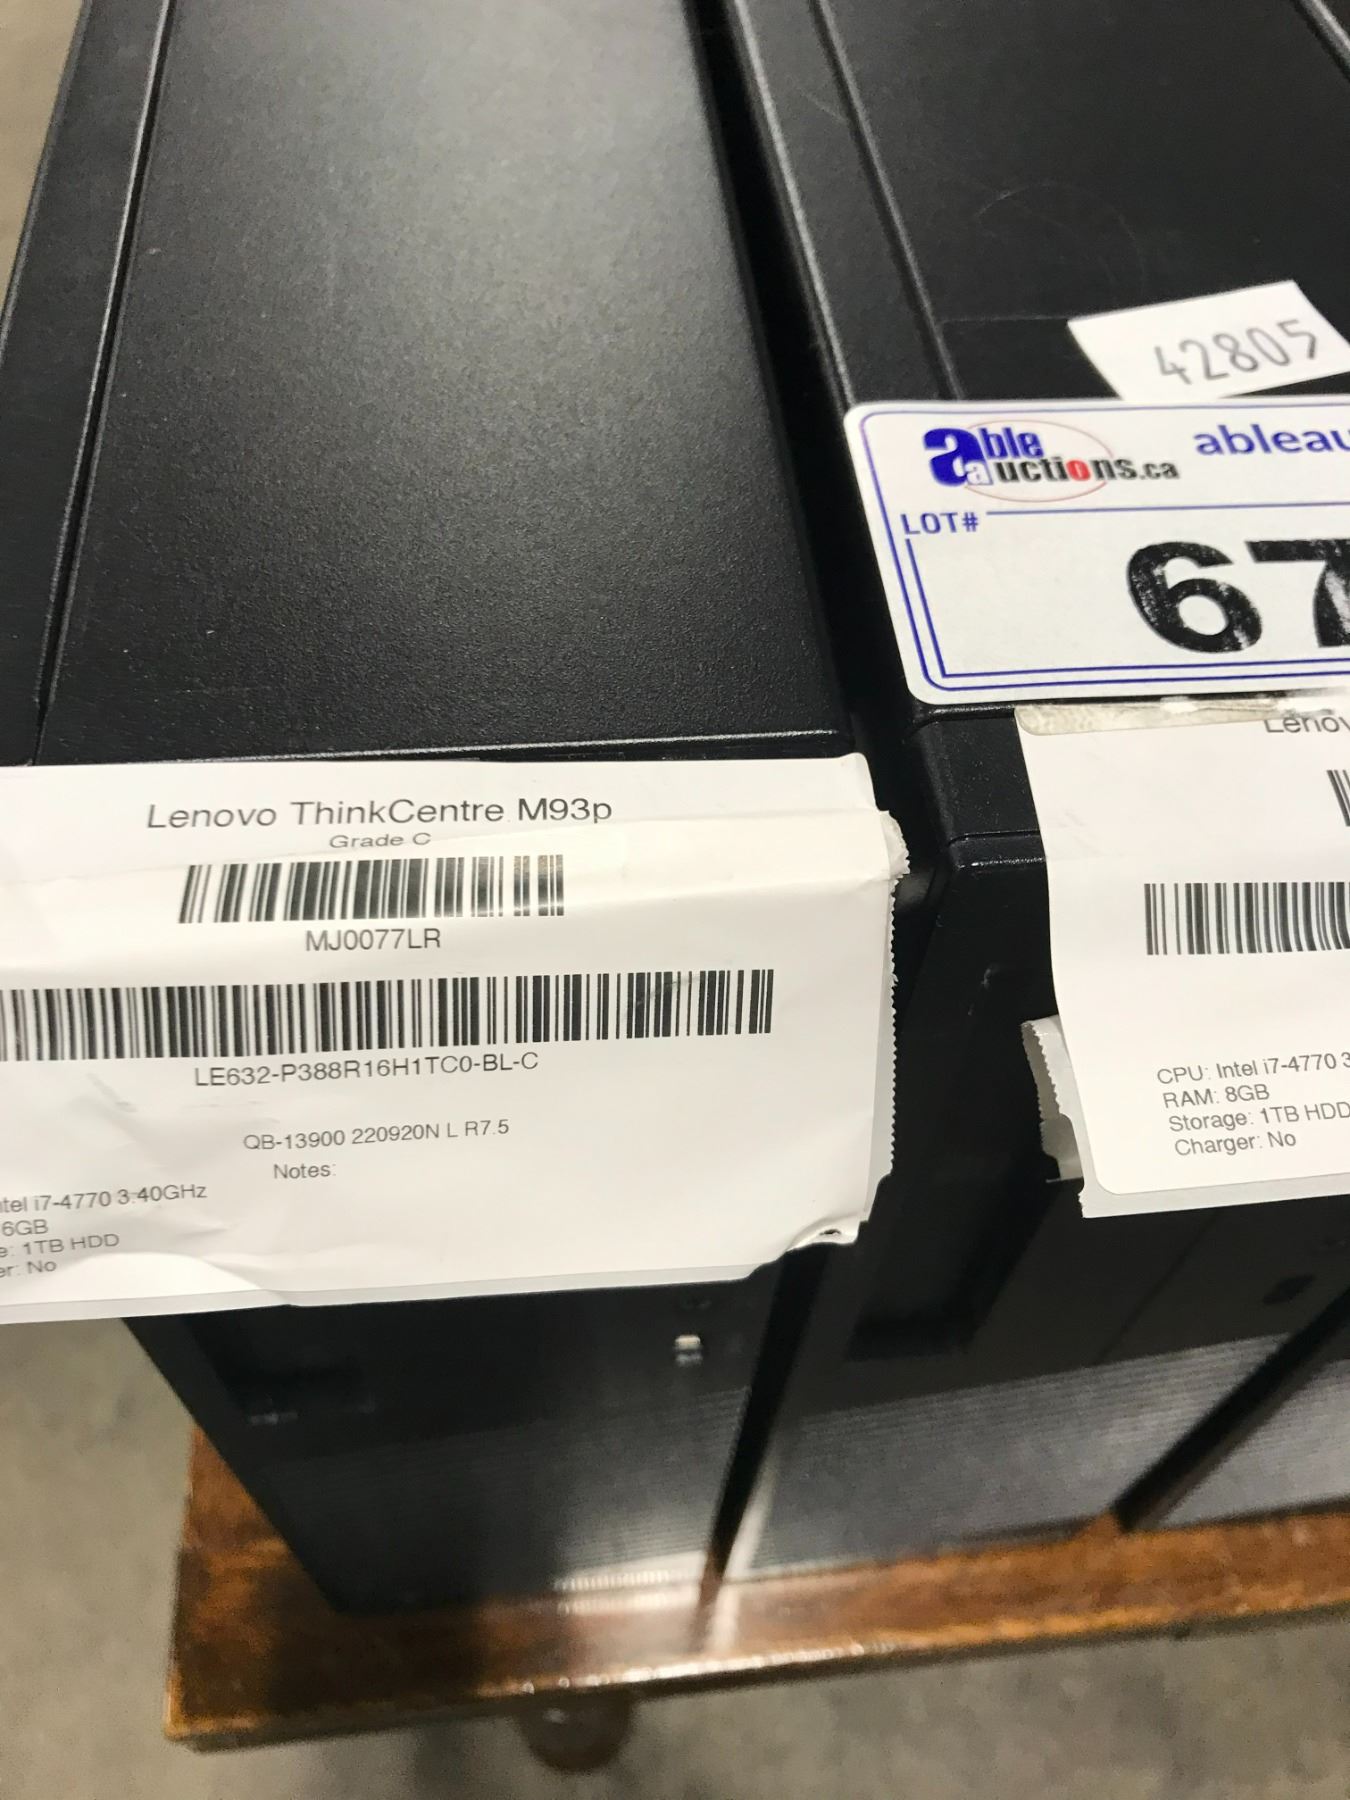 42805
able auctions.ca
ableau
LOT#
67
Lenovo ThinkCentre M93p
Grade C
MJ0077LR
LE632-P388R16H1TC0-BL-C
QB-13900 220920N L R7.5
Notes:
ntel i7-4770 3.40GHz
6GB
e: 1TB HDD
er: No
Lenov
CPU: Intel i7-4770 3
RAM: 8GB
Storage: 1TB HDD
Charger: No